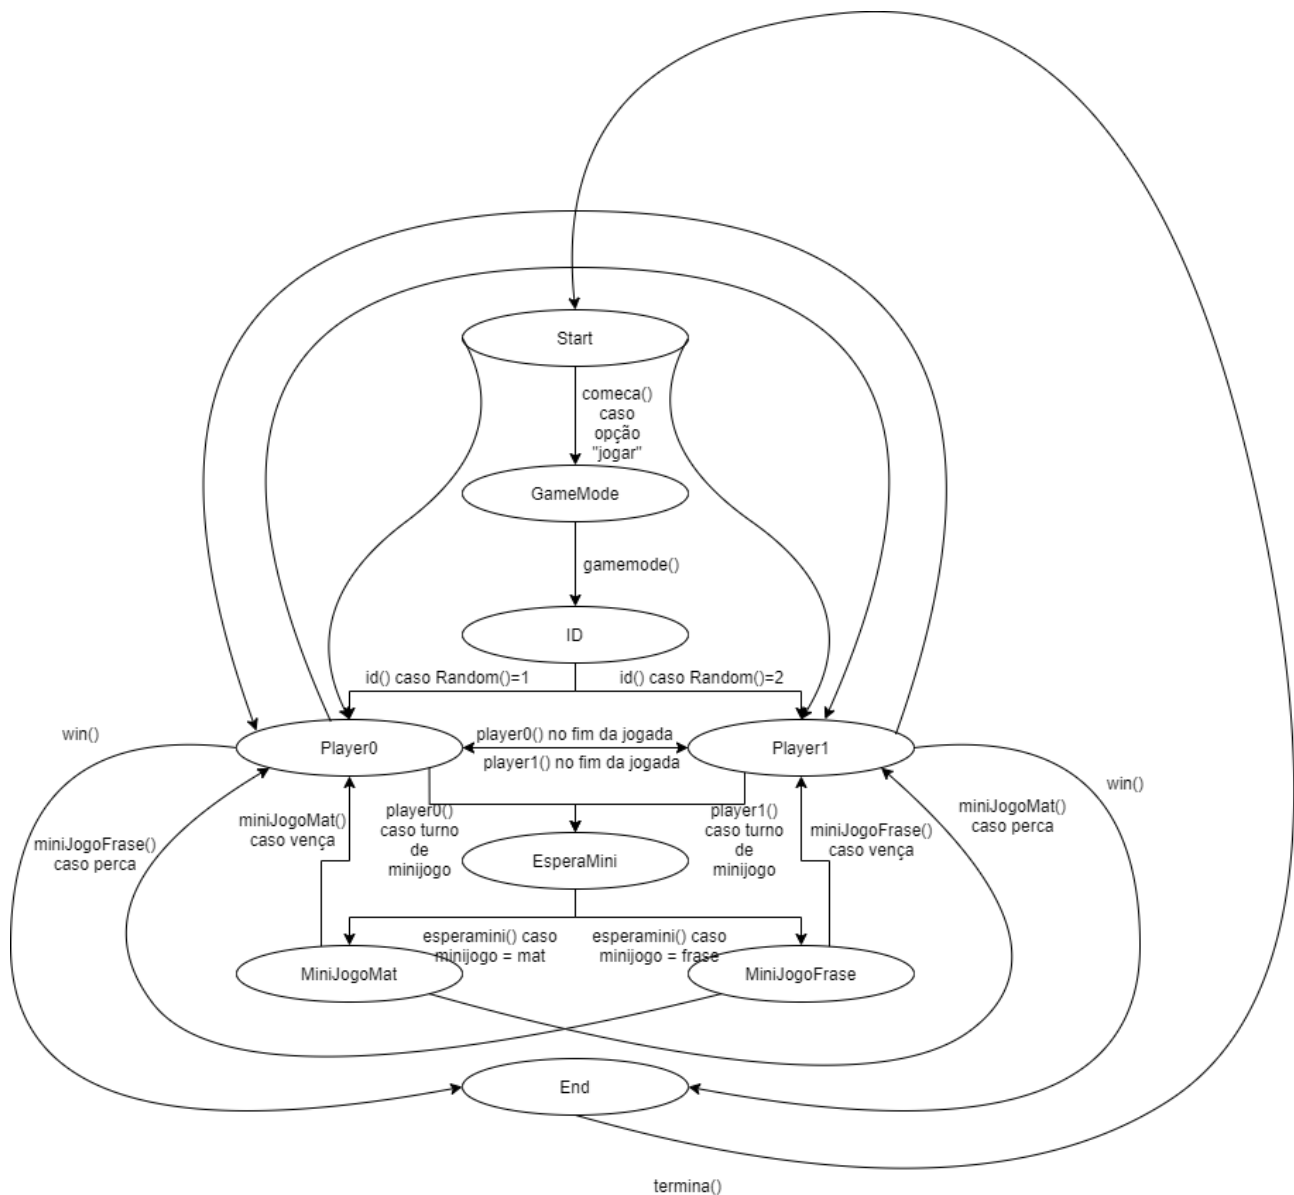 Start
comeca()
caso
opção
"jogar"
GameMode
gamemode()
ID
id() caso Random()=1
id() caso Random()=2
win()
Player0
player0() no fim da jogada
player1() no fim da jogada
Player1
win()
miniJogoFrase()
caso perca
miniJogoMat()
caso vença
player0()
caso turno
de
minijogo
EsperaMini
player1()
caso turno
de
minijogo
miniJogoFrase()
caso vença
miniJogoMat()
caso perca
esperamini() caso
minijogo = mat
esperamini() caso
minijogo = frase
MiniJogoMat
MiniJogoFrase
End
termina()